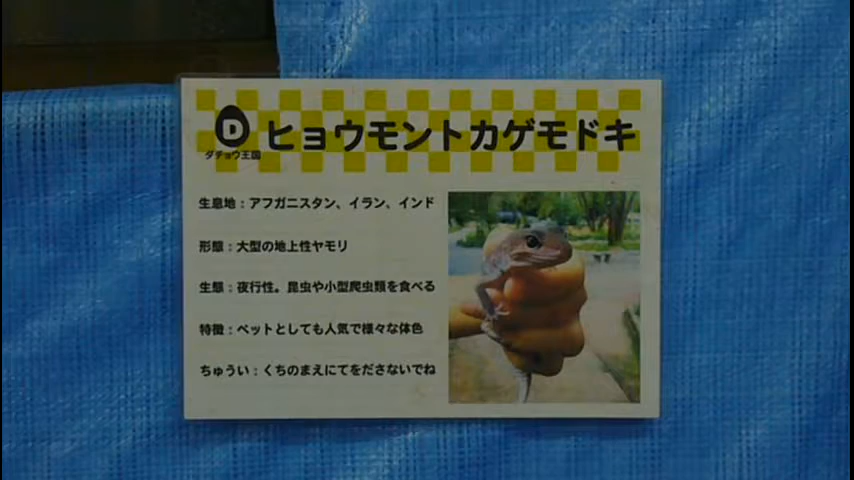 D
ダチョウ王国
ヒョウモントカゲモドキ
生息地：アフガニスタン、イラン、インド
形態：大型の地上性ヤモリ
生態：夜行性。昆虫や小型爬虫類を食べる
特徴：ペットとしても人気で様々な体色
ちゅうい：くちのまえにてをださないでね